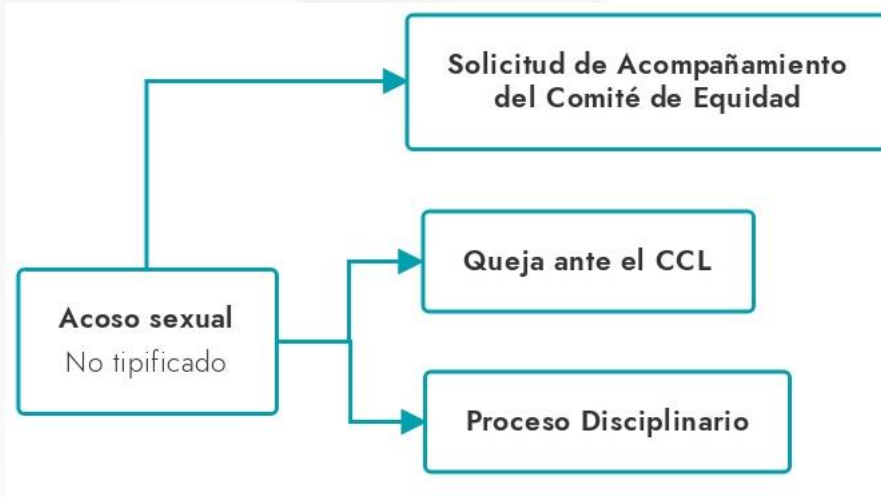 Solicitud de Acompañamiento
del Comité de Equidad
Queja ante el CCL
Acoso sexual
No tipificado
Proceso Disciplinario